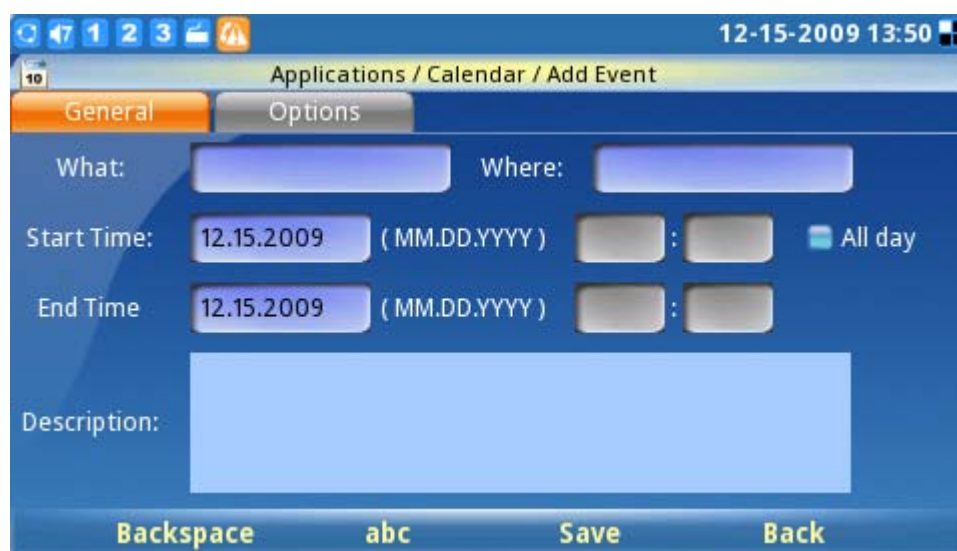 7 1 2 3 12-15-2009 13:50
10 Applications / Calendar / Add Event
General Options
What: Where:
Start Time: 12.15.2009 ( MM.DD.YYYY ) : All day
End Time 12.15.2009 ( MM.DD.YYYY ) :
Description:
Backspace abc Save Back